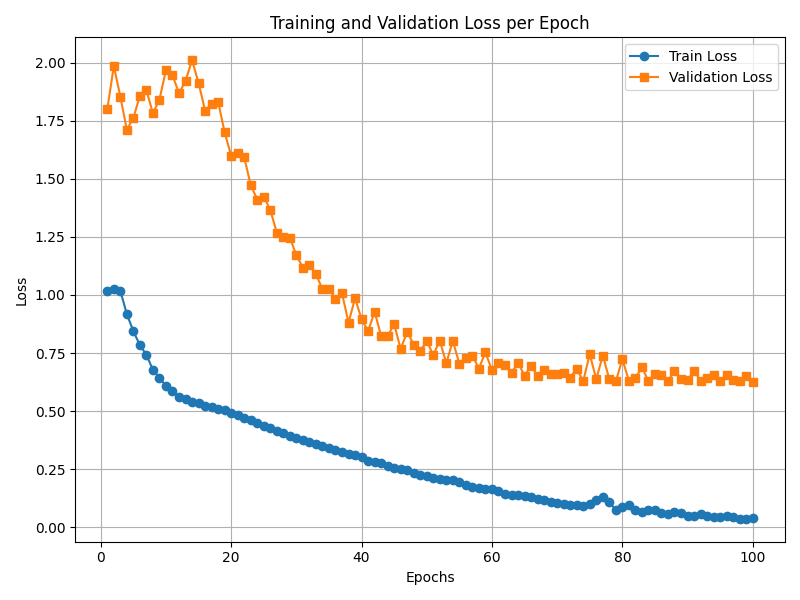 Training and Validation Loss per Epoch
Train Loss
Validation Loss
2.00
1.75
1.50
1.25
1.00
0.75
0.50
0.25
0.00
Loss
0 20 40 60 80 100
Epochs